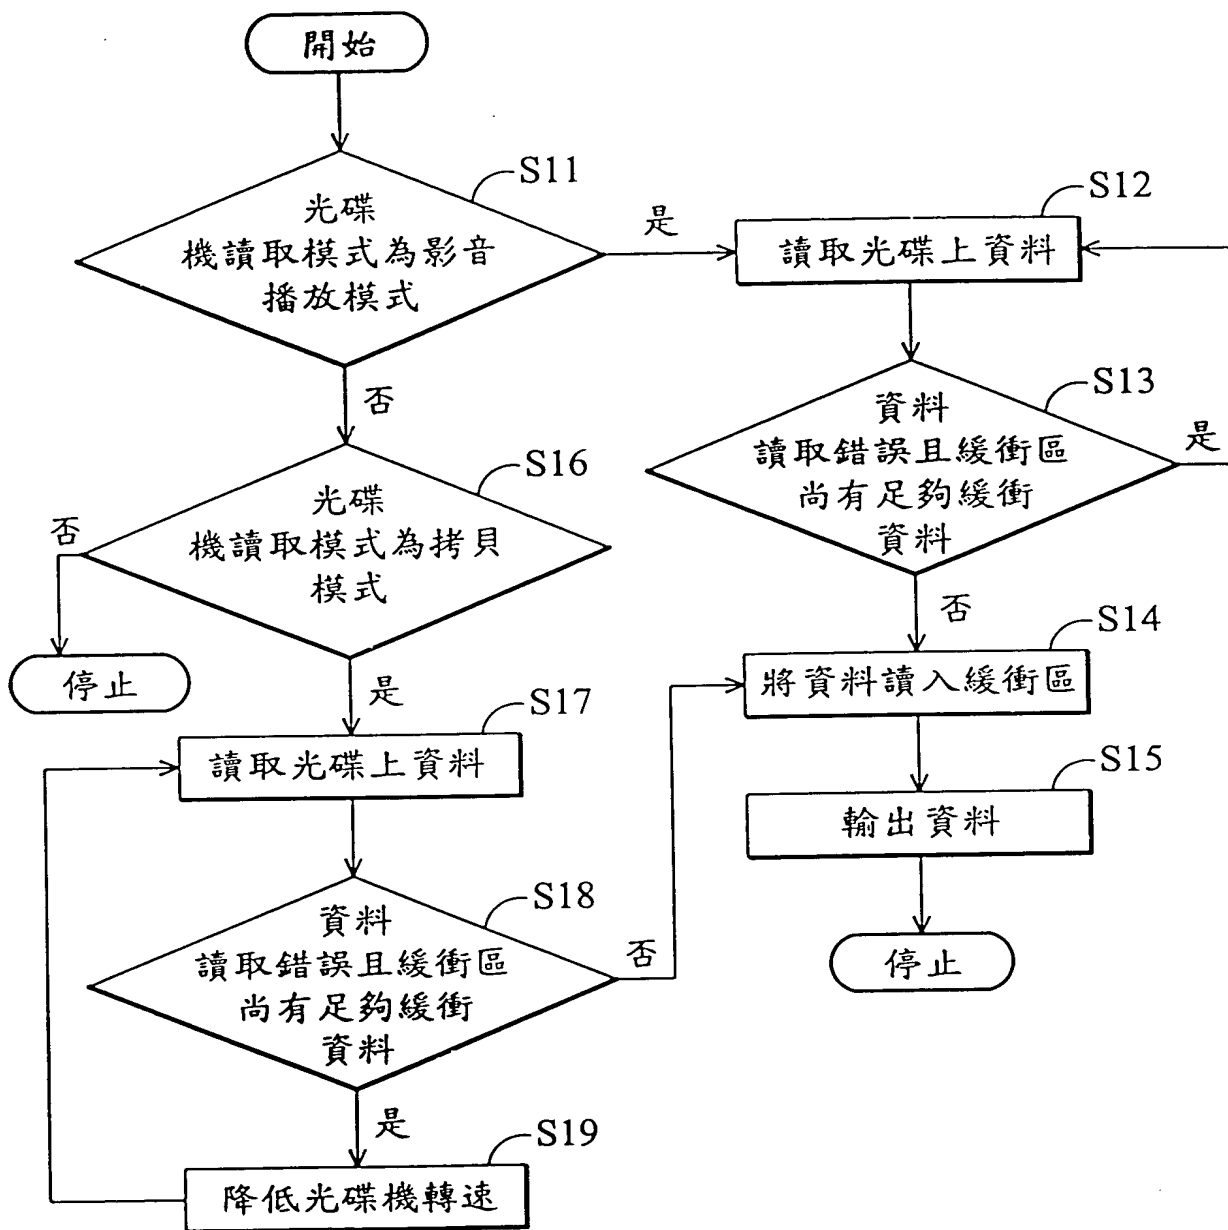 開始
S11
光碟
機讀取模式為影音
播放模式
是
否
S12
讀取光碟上資料
S13
資料
讀取錯誤且緩衝區
尚有足夠緩衝
資料
是
否
S14
將資料讀入緩衝區
S15
輸出資料
停止
S16
光碟
機讀取模式為拷貝
模式
否
停止
是
S17
讀取光碟上資料
S18
資料
讀取錯誤且緩衝區
尚有足夠緩衝
資料
否
是
S19
降低光碟機轉速